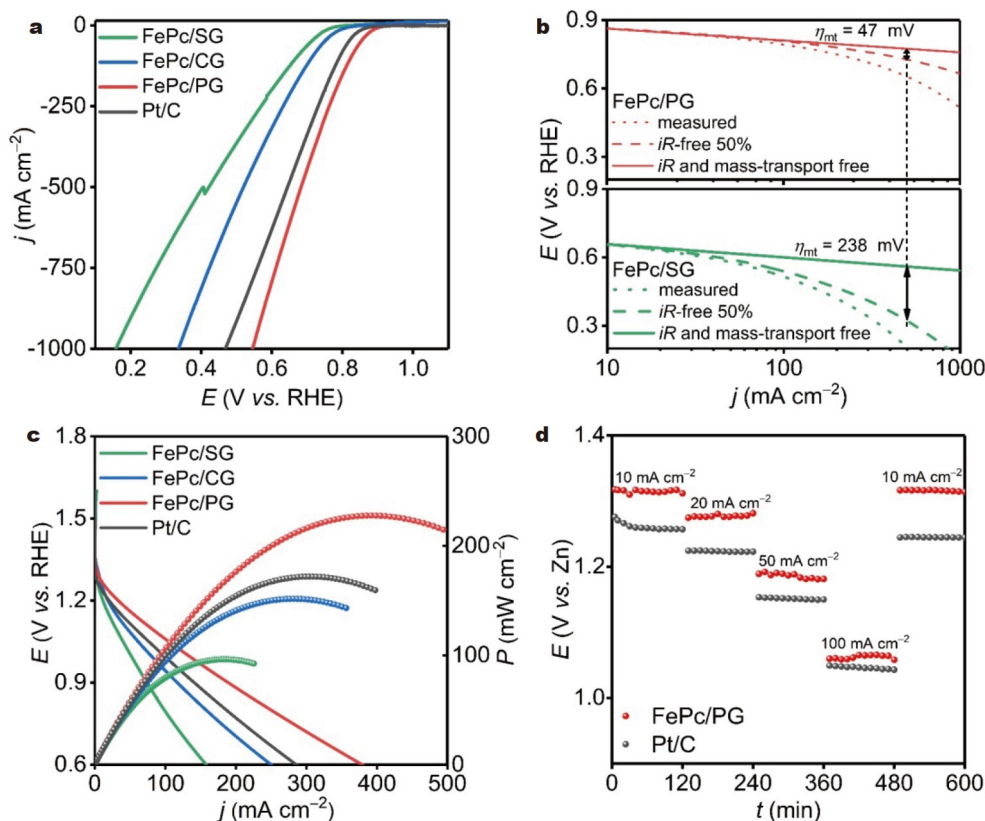 a
FePc/SG
FePc/CG
FePc/PG
Pt/C
0
-250
-500
-750
-1000
j (mA cm⁻²)
0.2 0.4 0.6 0.8 1.0
E (V vs. RHE)
b
ηmt = 47 mV
FePc/PG
measured
iR-free 50%
iR and mass-transport free
0.9
0.6
0.3
E (V vs. RHE)
ηmt = 238 mV
FePc/SG
measured
iR-free 50%
iR and mass-transport free
0.9
0.6
0.3
10 100 1000
j (mA cm⁻²)
c
FePc/SG
FePc/CG
FePc/PG
Pt/C
1.8
1.5
1.2
0.9
0.6
E (V vs. RHE)
300
200
100
0
P (mW cm⁻²)
0 100 200 300 400 500
j (mA cm⁻²)
d
1.4
1.2
1.0
E (V vs. Zn)
10 mA cm⁻²
20 mA cm⁻²
50 mA cm⁻²
100 mA cm⁻²
10 mA cm⁻²
FePc/PG
Pt/C
0 120 240 360 480 600
t (min)